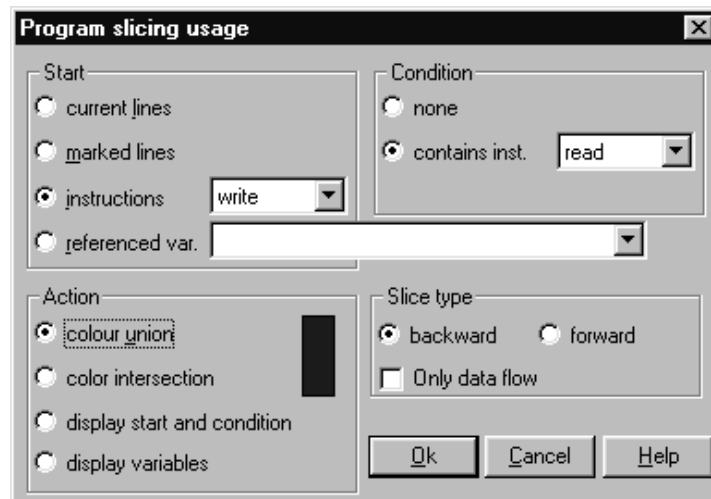 Program slicing usage
Start
current lines
marked lines
instructions write
referenced var.
Condition
none
contains inst. read
Action
colour union
color intersection
display start and condition
display variables
Slice type
backward forward
Only data flow
Ok Cancel Help